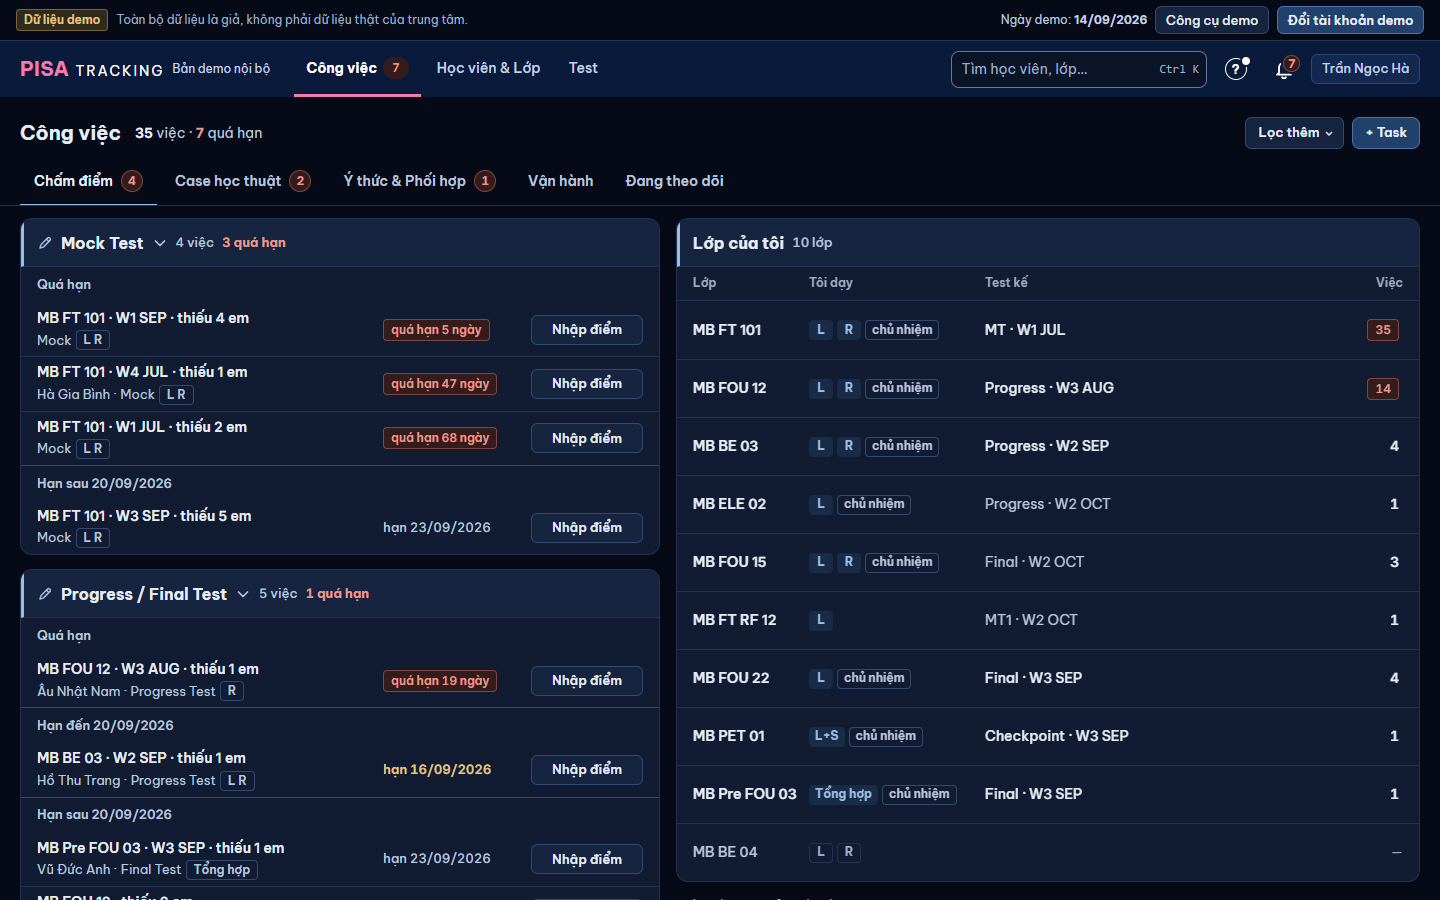 Dữ liệu demo Toàn bộ dữ liệu là giả, không phải dữ liệu thật của trung tâm. Ngày demo: 14/09/2026 Công cụ demo Đổi tài khoản demo
PISA TRACKING Bản demo nội bộ Công việc 7 Học viên & Lớp Test Tìm học viên, lớp... Ctrl K ? 7 Trần Ngọc Hà
Công việc 35 việc · 7 quá hạn Lọc thêm + Task
Chấm điểm 4 Case học thuật 2 Ý thức & Phối hợp 1 Vận hành Đang theo dõi
Mock Test 4 việc 3 quá hạn
Quá hạn
MB FT 101 · W1 SEP · thiếu 4 em
Mock L R
quá hạn 5 ngày Nhập điểm
MB FT 101 · W4 JUL · thiếu 1 em
Hà Gia Bình · Mock L R
quá hạn 47 ngày Nhập điểm
MB FT 101 · W1 JUL · thiếu 2 em
Mock L R
quá hạn 68 ngày Nhập điểm
Hạn sau 20/09/2026
MB FT 101 · W3 SEP · thiếu 5 em
Mock L R
hạn 23/09/2026 Nhập điểm
Progress / Final Test 5 việc 1 quá hạn
Quá hạn
MB FOU 12 · W3 AUG · thiếu 1 em
Âu Nhật Nam · Progress Test R
quá hạn 19 ngày Nhập điểm
Hạn đến 20/09/2026
MB BE 03 · W2 SEP · thiếu 1 em
Hồ Thu Trang · Progress Test L R
hạn 16/09/2026 Nhập điểm
Hạn sau 20/09/2026
MB Pre FOU 03 · W3 SEP · thiếu 1 em
Vũ Đức Anh · Final Test Tổng hợp
hạn 23/09/2026 Nhập điểm
Lớp của tôi 10 lớp
Lớp Tôi dạy Test kế Việc
MB FT 101 L R chủ nhiệm MT · W1 JUL 35
MB FOU 12 L R chủ nhiệm Progress · W3 AUG 14
MB BE 03 L R chủ nhiệm Progress · W2 SEP 4
MB ELE 02 L chủ nhiệm Progress · W2 OCT 1
MB FOU 15 L R chủ nhiệm Final · W2 OCT 3
MB FT RF 12 L MT1 · W2 OCT 1
MB FOU 22 L chủ nhiệm Final · W3 SEP 4
MB PET 01 L+S chủ nhiệm Checkpoint · W3 SEP 1
MB Pre FOU 03 Tổng hợp chủ nhiệm Final · W3 SEP 1
MB BE 04 L R —